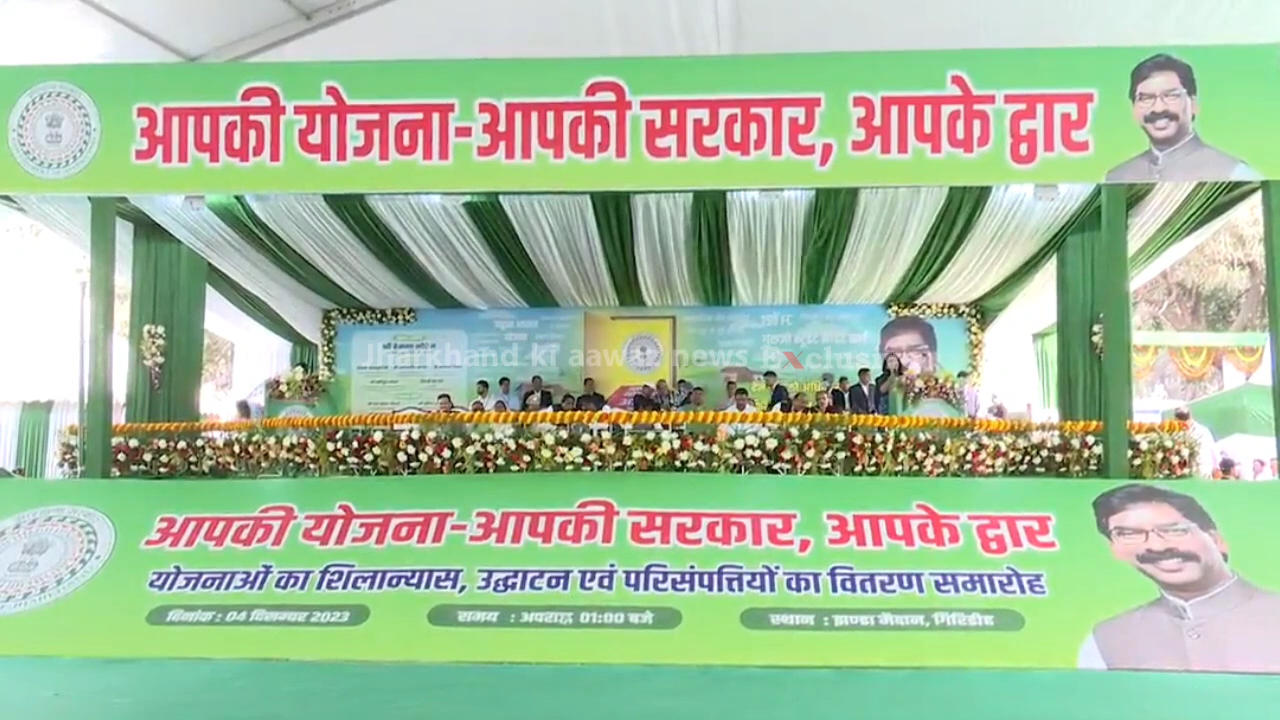 आपकी योजना-आपकी सरकार, आपके द्वार
Jharkhand ki aawaz news Exclusive
आपकी योजना-आपकी सरकार, आपके द्वार
योजनाओं का शिलान्यास, उद्घाटन एवं परिसंपत्तियों का वितरण समारोह
दिनांक : 04 दिसम्बर 2023 समय : अपराह्न 01:00 बजे स्थान : झण्डा मैदान, गिरिडीह